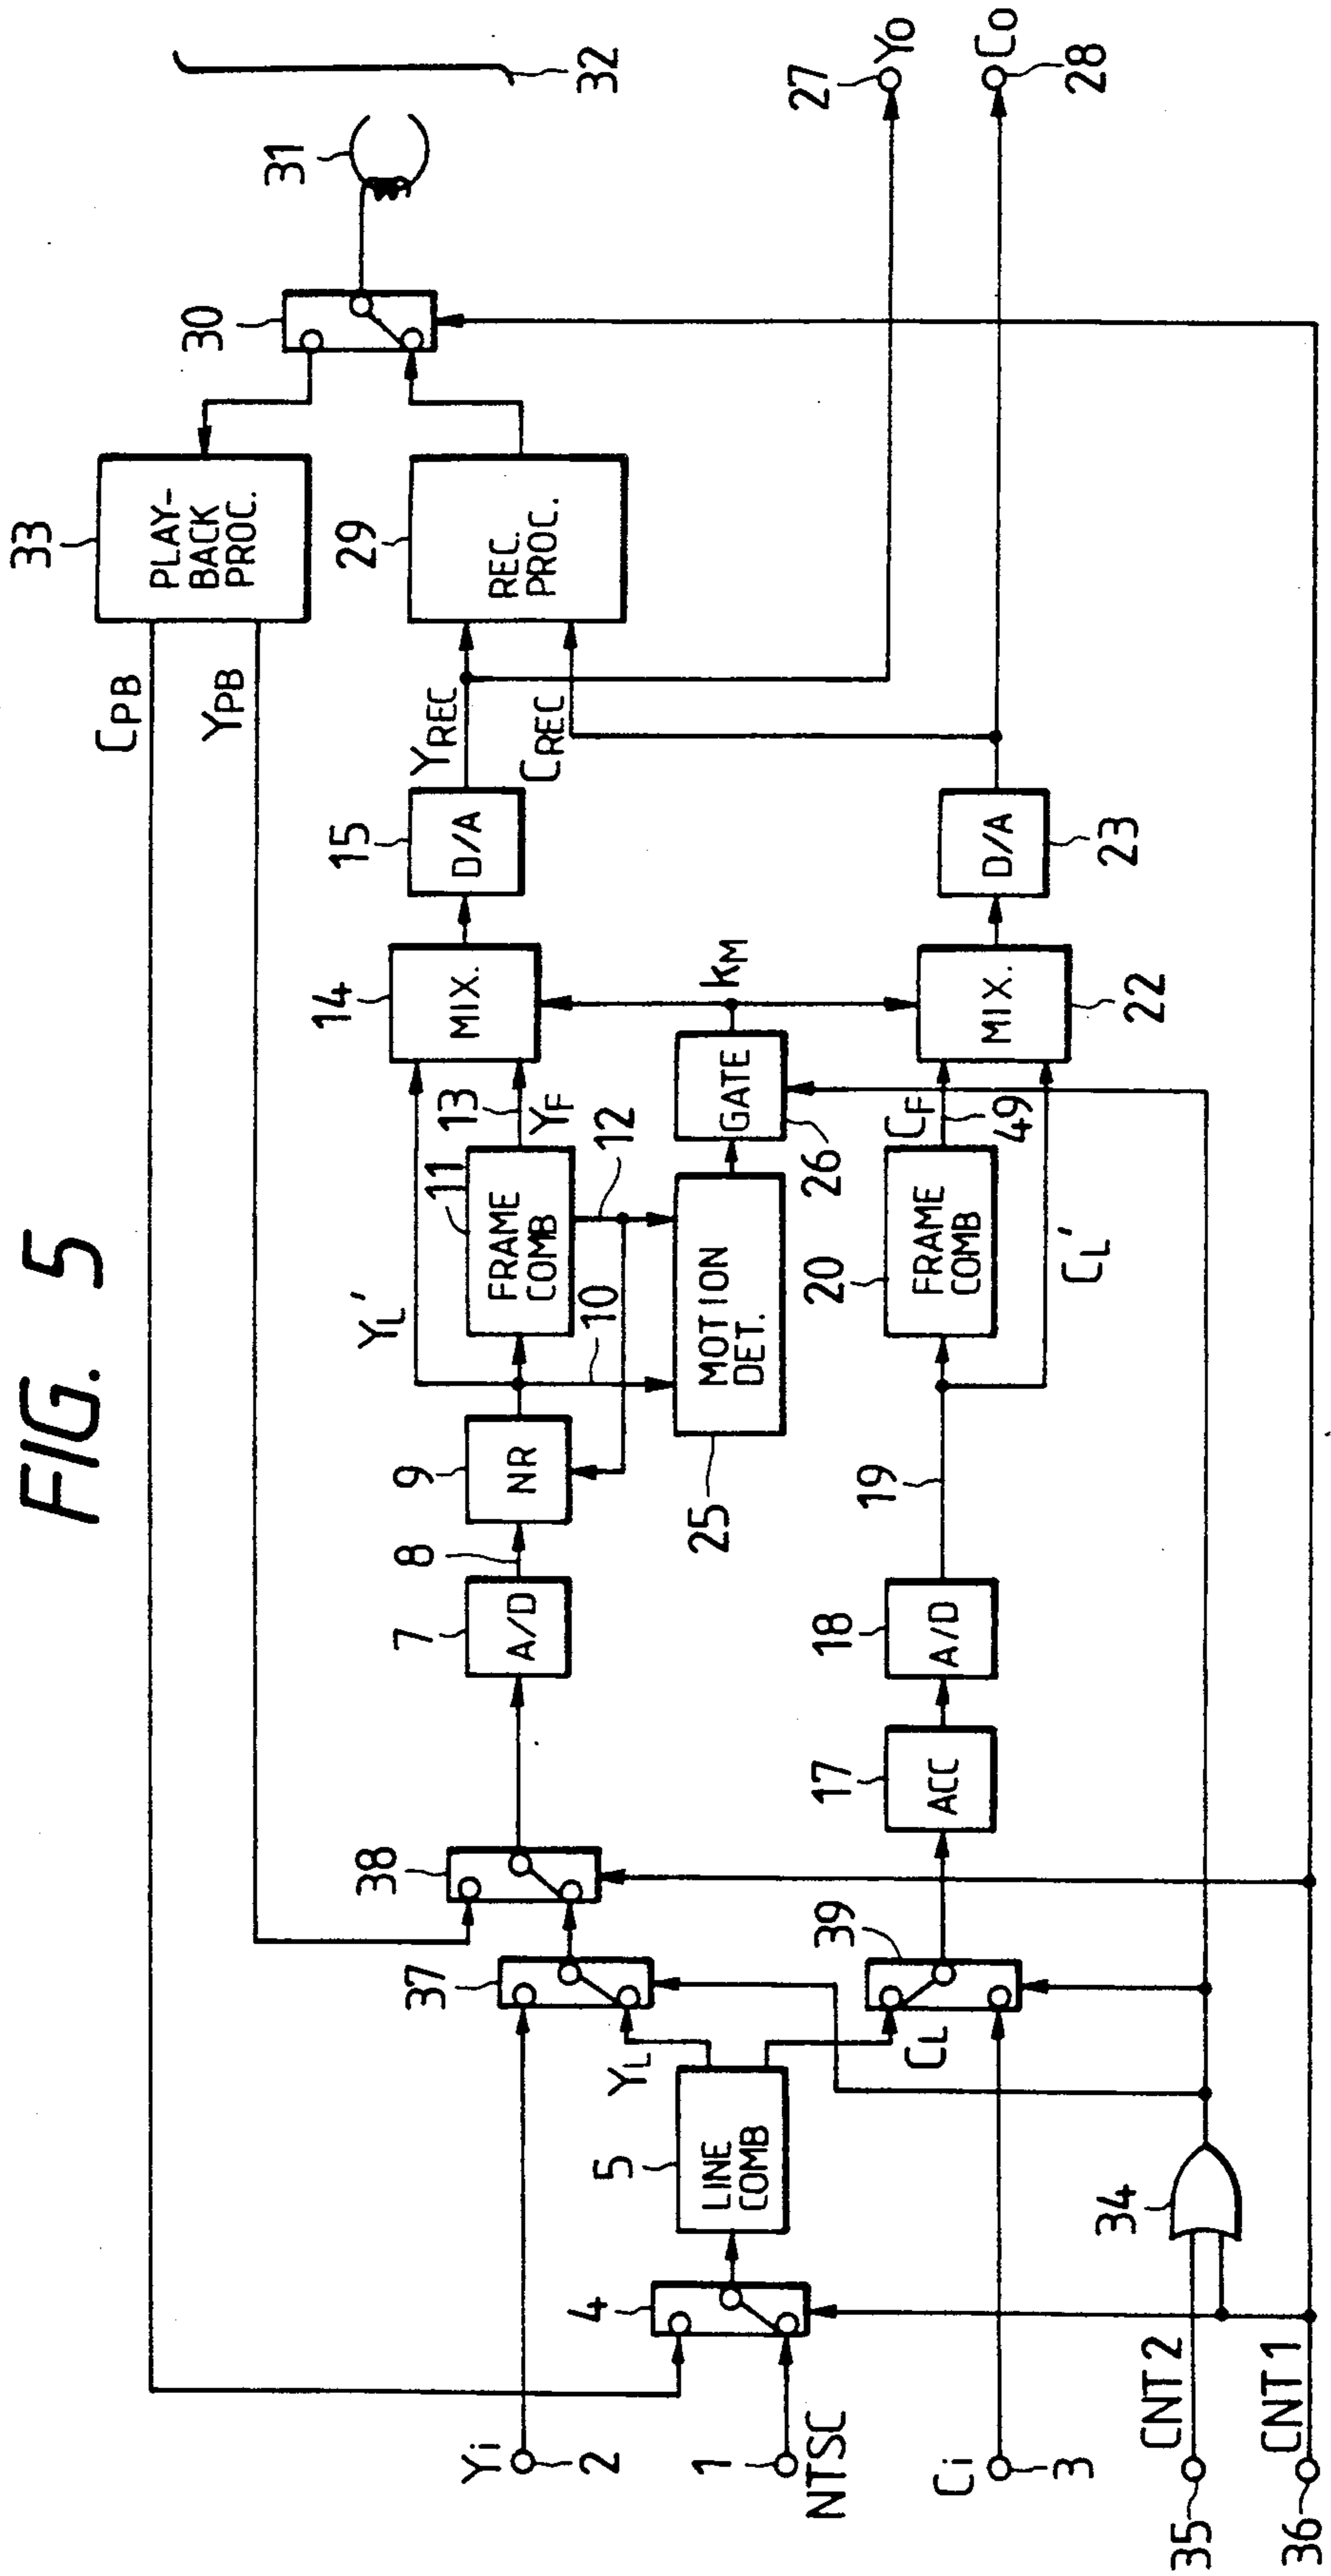 FIG. 5
CPB
YPB
33
PLAY-
BACK
PROC.
30
31
32
29
REC.
PROC.
YREC
CREC
27
YO
28
CO
Yi
2
1
NTSC
Ci
3
CNT2
35
CNT1
36
4
5
LINE
COMB
YL
CL
34
37
38
39
7
A/D
8
9
NR
YL'
10
11
FRAME
COMB
12
13
YF
14
MIX.
15
D/A
25
MOTION
DET.
26
GATE
kM
17
ACC
18
A/D
19
20
FRAME
COMB
CF
49
CL'
22
MIX.
23
D/A